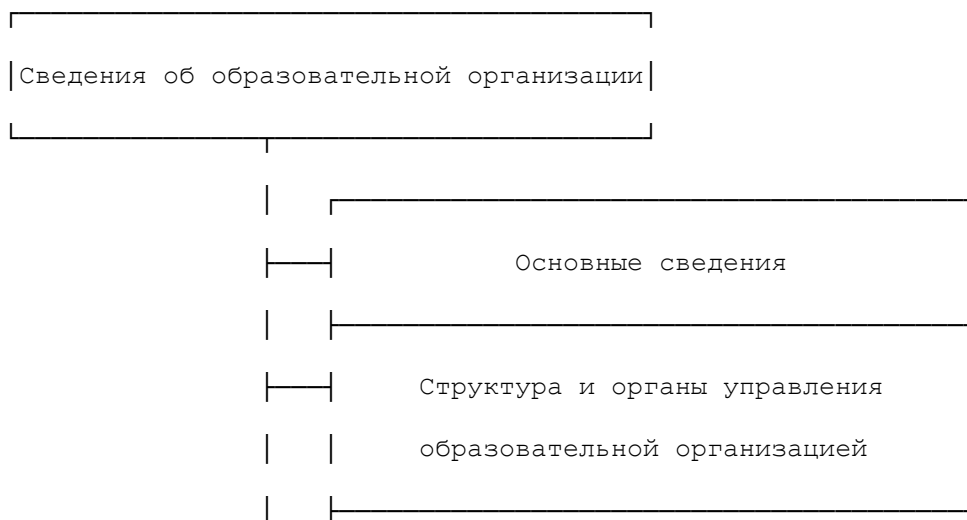 Сведения об образовательной организации
Основные сведения
Структура и органы управления
образовательной организацией